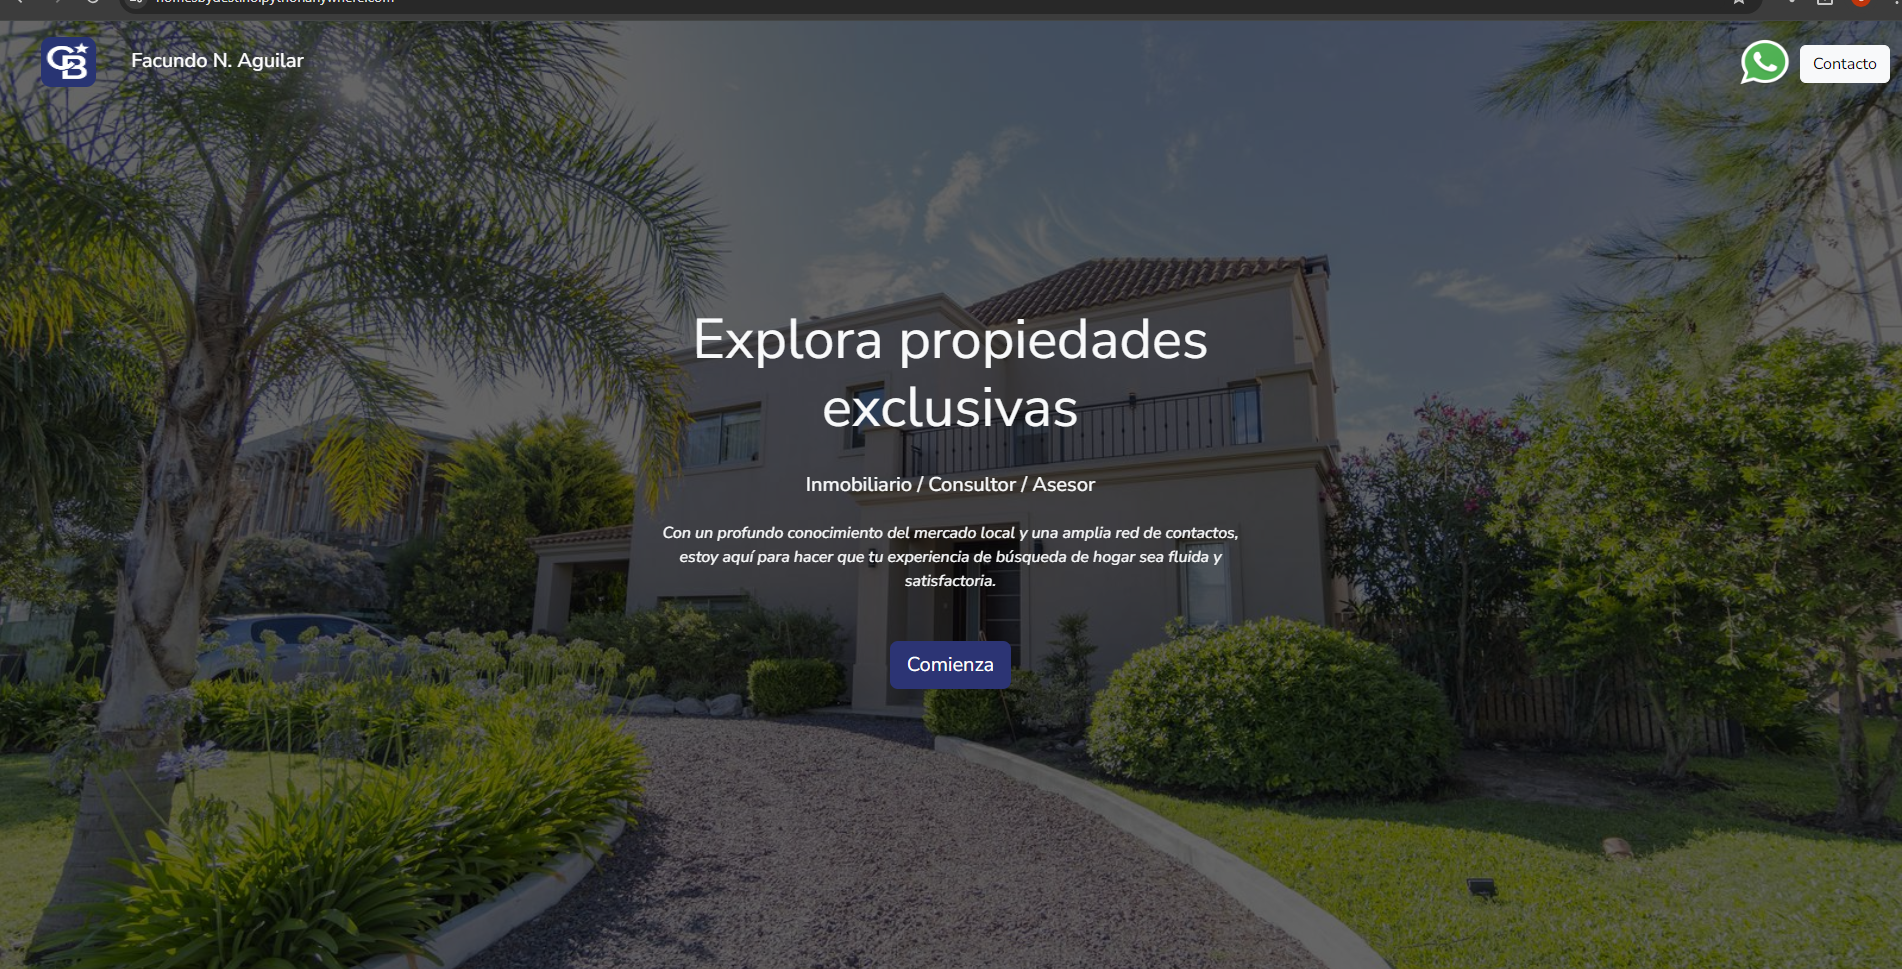 Facundo N. Aguilar
Contacto
Explora propiedades
exclusivas
Inmobiliario / Consultor / Asesor
Con un profundo conocimiento del mercado local y una amplia red de contactos,
estoy aquí para hacer que tu experiencia de búsqueda de hogar sea fluida y
satisfactoria.
Comienza